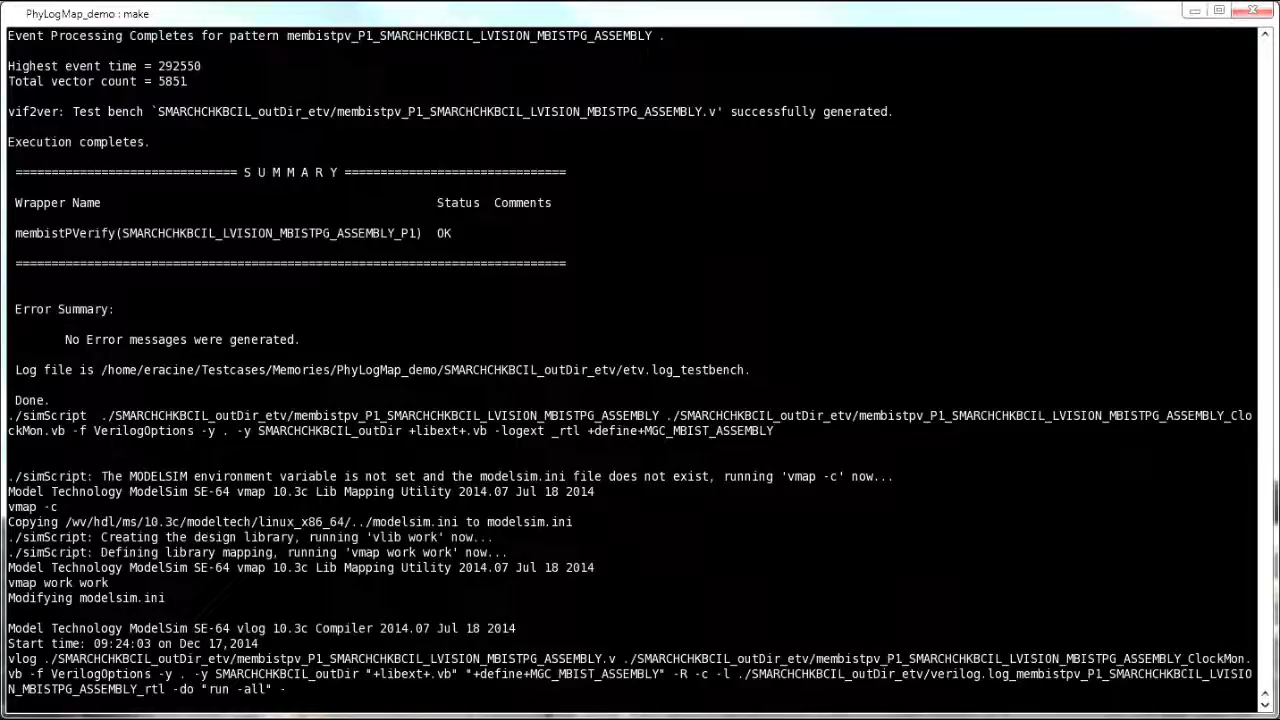 PhyLogMap_demo : make
Event Processing Completes for pattern membistpv_P1_SMARCHCHKBCIL_LVISION_MBISTPG_ASSEMBLY .
Highest event time = 292550
Total vector count = 5851
vif2ver: Test bench `SMARCHCHKBCIL_outDir_etv/membistpv_P1_SMARCHCHKBCIL_LVISION_MBISTPG_ASSEMBLY.v' successfully generated.
Execution completes.
=============================== S U M M A R Y ===============================
Wrapper Name Status Comments
membistPVerify(SMARCHCHKBCIL_LVISION_MBISTPG_ASSEMBLY_P1) OK
=============================================================================
Error Summary:
No Error messages were generated.
Log file is /home/eracine/Testcases/Memories/PhyLogMap_demo/SMARCHCHKBCIL_outDir_etv/etv.log_testbench.
Done.
./simScript ./SMARCHCHKBCIL_outDir_etv/membistpv_P1_SMARCHCHKBCIL_LVISION_MBISTPG_ASSEMBLY ./SMARCHCHKBCIL_outDir_etv/membistpv_P1_SMARCHCHKBCIL_LVISION_MBISTPG_ASSEMBLY_Clo
ckMon.vb -f VerilogOptions -y . -y SMARCHCHKBCIL_outDir +libext+.vb -logext _rtl +define+MGC_MBIST_ASSEMBLY
./simScript: The MODELSIM environment variable is not set and the modelsim.ini file does not exist, running 'vmap -c' now...
Model Technology ModelSim SE-64 vmap 10.3c Lib Mapping Utility 2014.07 Jul 18 2014
vmap -c
Copying /wv/hdl/ms/10.3c/modeltech/linux_x86_64/../modelsim.ini to modelsim.ini
./simScript: Creating the design library, running 'vlib work' now...
./simScript: Defining library mapping, running 'vmap work work' now...
Model Technology ModelSim SE-64 vmap 10.3c Lib Mapping Utility 2014.07 Jul 18 2014
vmap work work
Modifying modelsim.ini
Model Technology ModelSim SE-64 vlog 10.3c Compiler 2014.07 Jul 18 2014
Start time: 09:24:03 on Dec 17,2014
vlog ./SMARCHCHKBCIL_outDir_etv/membistpv_P1_SMARCHCHKBCIL_LVISION_MBISTPG_ASSEMBLY.v ./SMARCHCHKBCIL_outDir_etv/membistpv_P1_SMARCHCHKBCIL_LVISION_MBISTPG_ASSEMBLY_ClockMon.
vb -f VerilogOptions -y . -y SMARCHCHKBCIL_outDir "+libext+.vb" "+define+MGC_MBIST_ASSEMBLY" -R -c -l ./SMARCHCHKBCIL_outDir_etv/verilog.log_membistpv_P1_SMARCHCHKBCIL_LVISIO
N_MBISTPG_ASSEMBLY_rtl -do "run -all" -